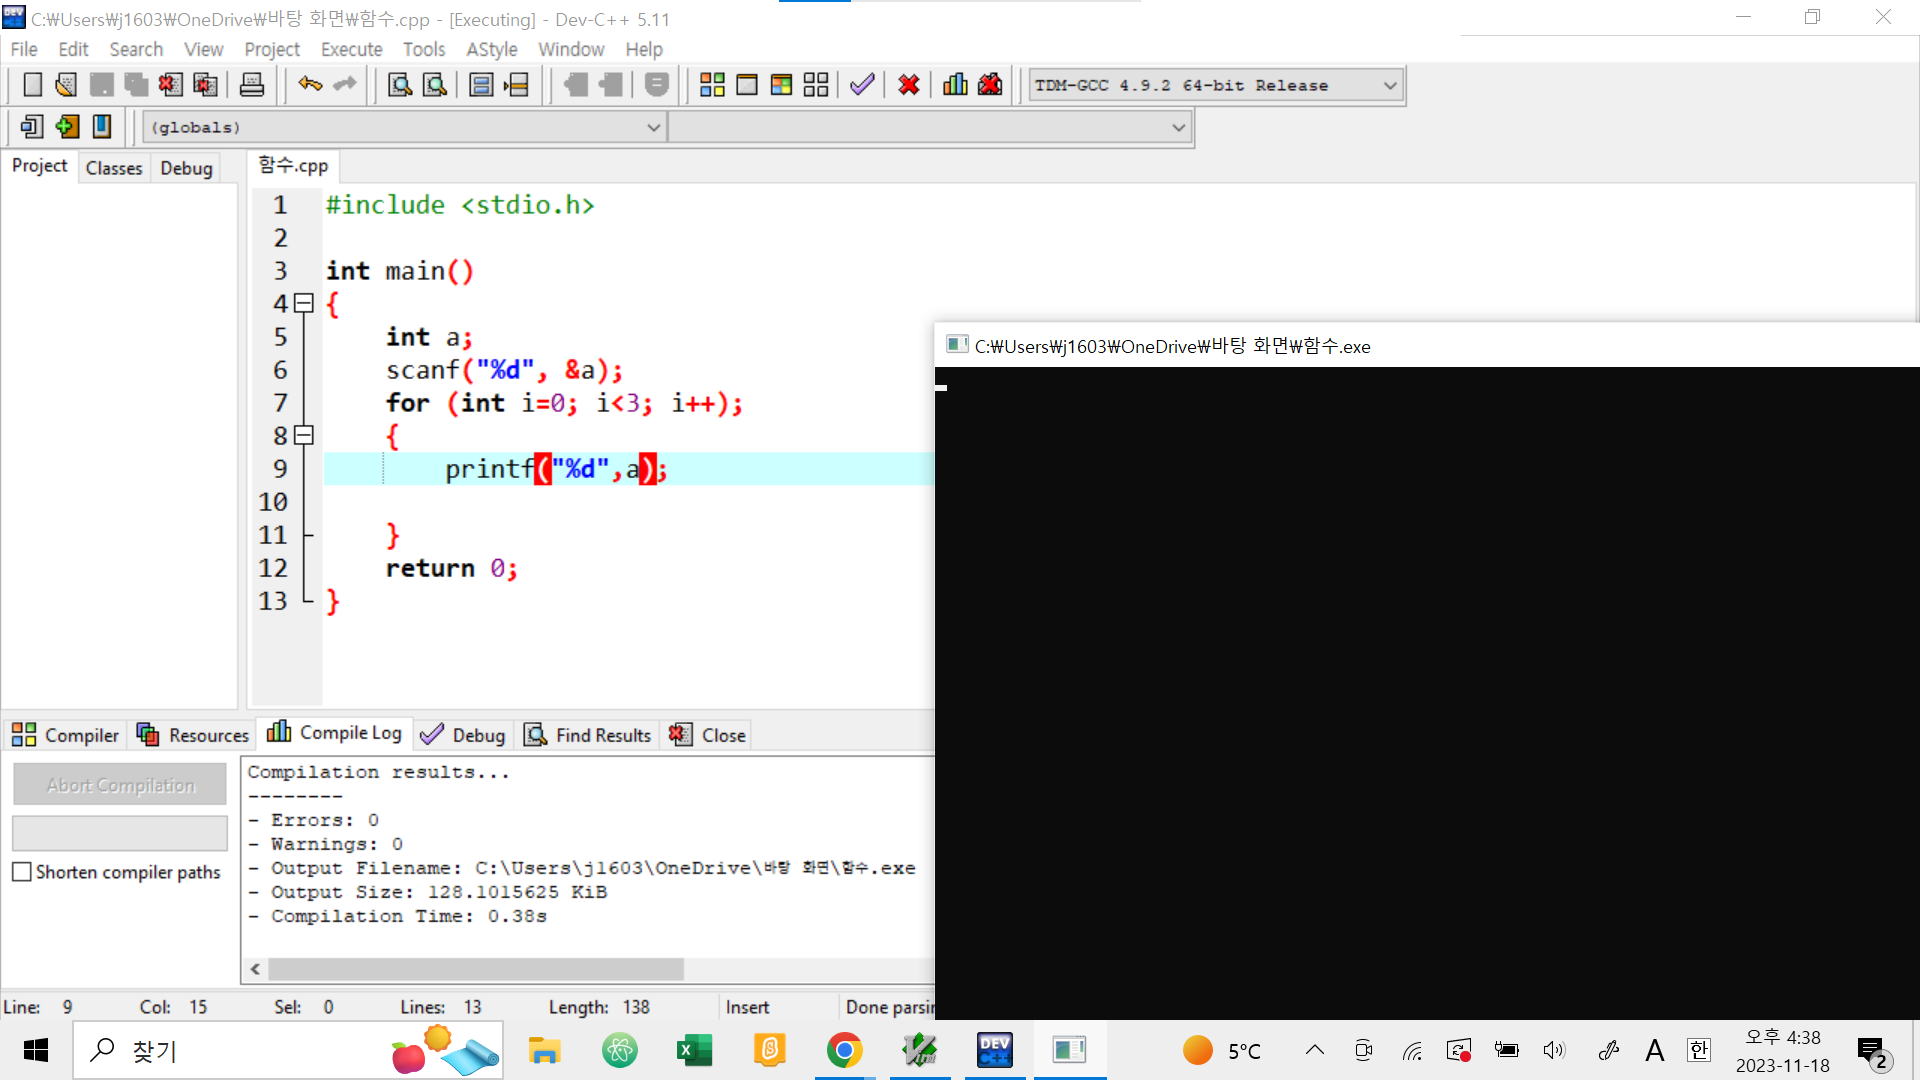 C:₩Users₩j1603₩OneDrive₩바탕 화면₩함수.cpp - [Executing] - Dev-C++ 5.11
File Edit Search View Project Execute Tools AStyle Window Help
TDM-GCC 4.9.2 64-bit Release
(globals)
Project Classes Debug
함수.cpp
1 #include <stdio.h>
2
3 int main()
4 {
5 int a;
6 scanf("%d", &a);
7 for (int i=0; i<3; i++);
8 {
9 printf("%d",a);
10
11 }
12 return 0;
13 }
C:₩Users₩j1603₩OneDrive₩바탕 화면₩함수.exe
Compiler Resources Compile Log Debug Find Results Close
Abort Compilation
Shorten compiler paths
Compilation results...
--------
- Errors: 0
- Warnings: 0
- Output Filename: C:\Users\j1603\OneDrive\바탕 화면\함수.exe
- Output Size: 128.1015625 KiB
- Compilation Time: 0.38s
Line: 9 Col: 15 Sel: 0 Lines: 13 Length: 138 Insert Done parsin
찾기
DEV C++
5°C
A
한
오후 4:38
2023-11-18
2